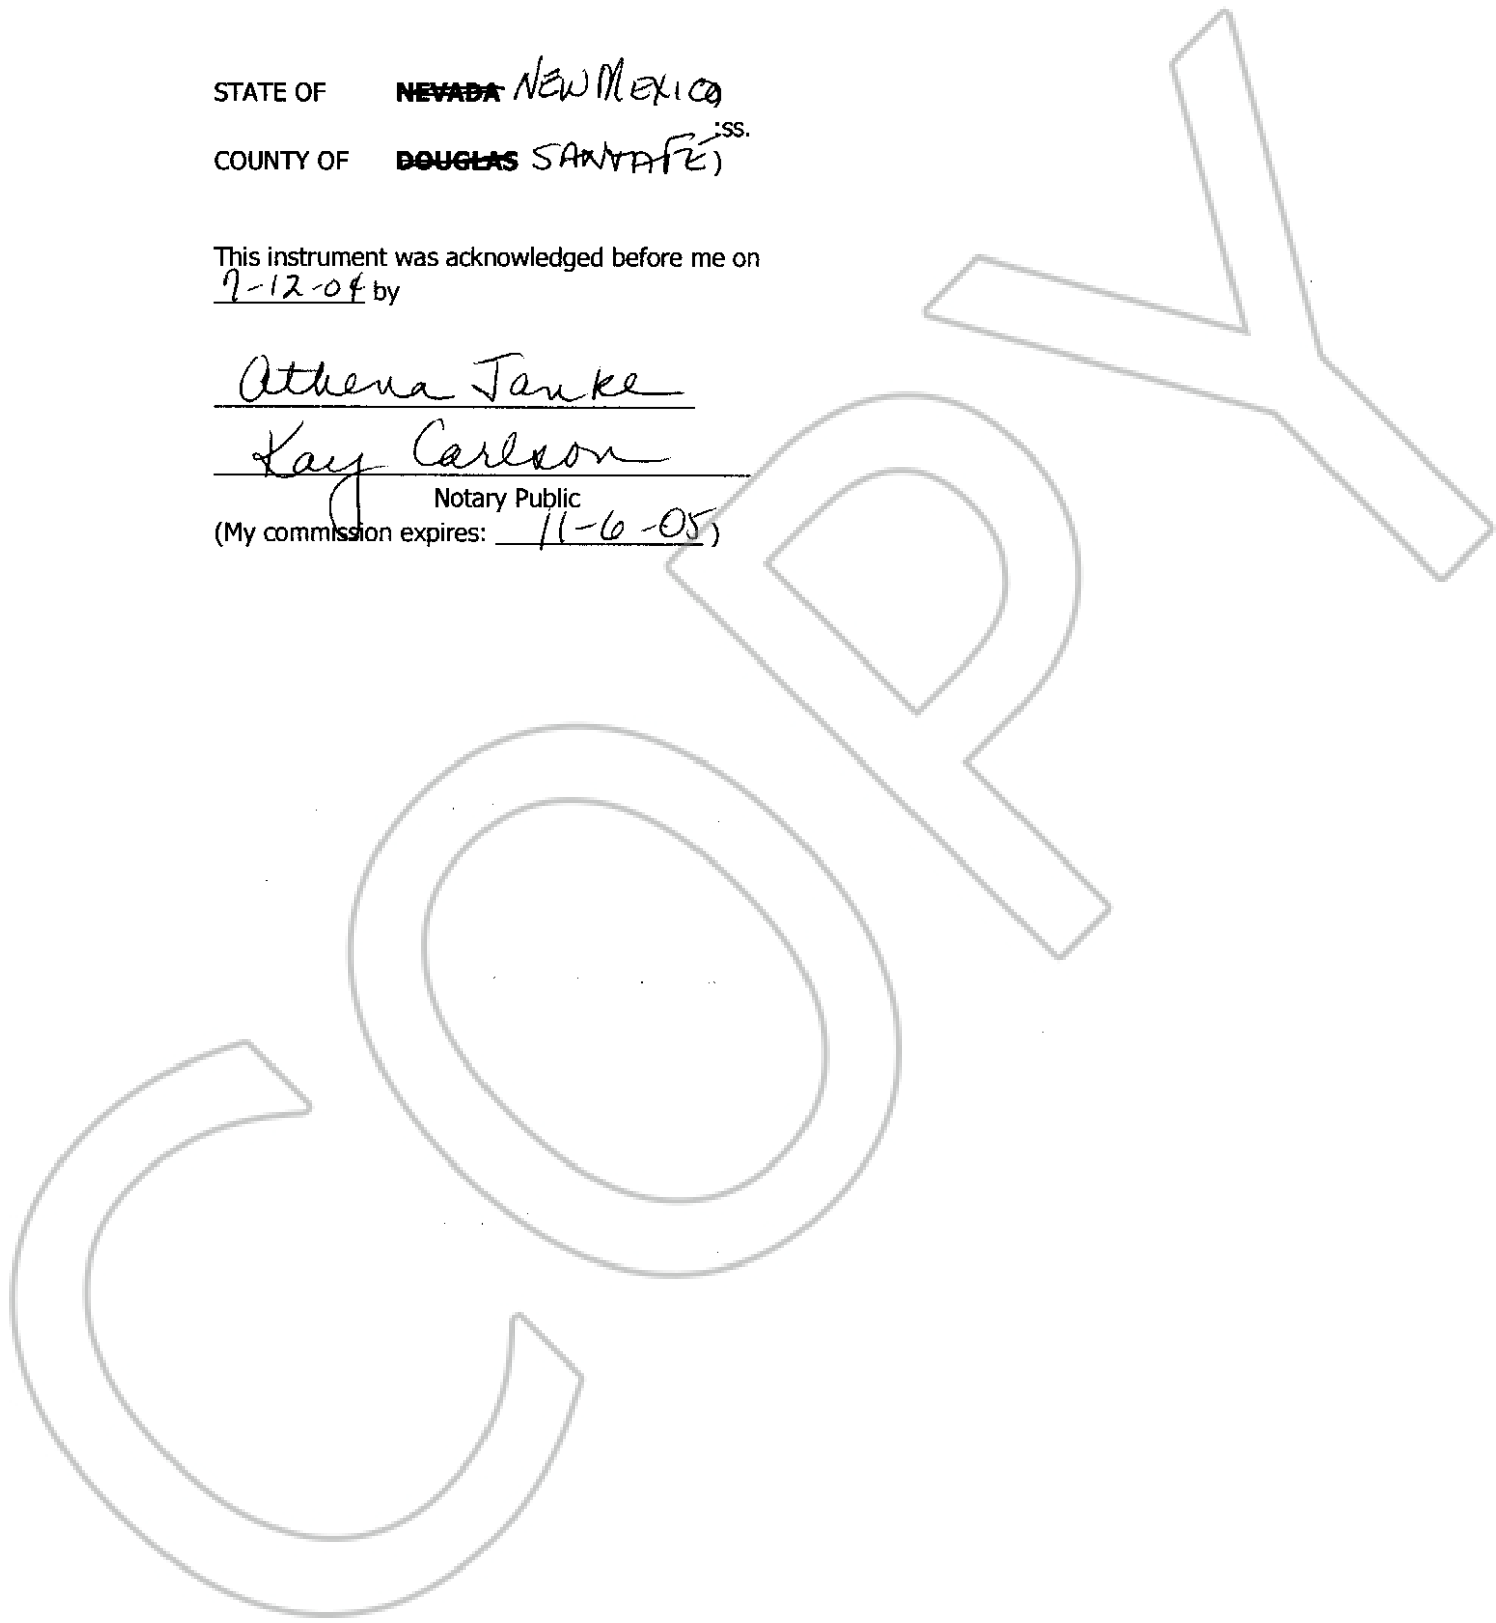 STATE OF NEVADA NEW MEXICO
:ss.
COUNTY OF DOUGLAS SANTA FE )
This instrument was acknowledged before me on
7-12-04 by
Athena Janke
Kay Carlson
Notary Public
(My commission expires: 11-6-05 )
COPY